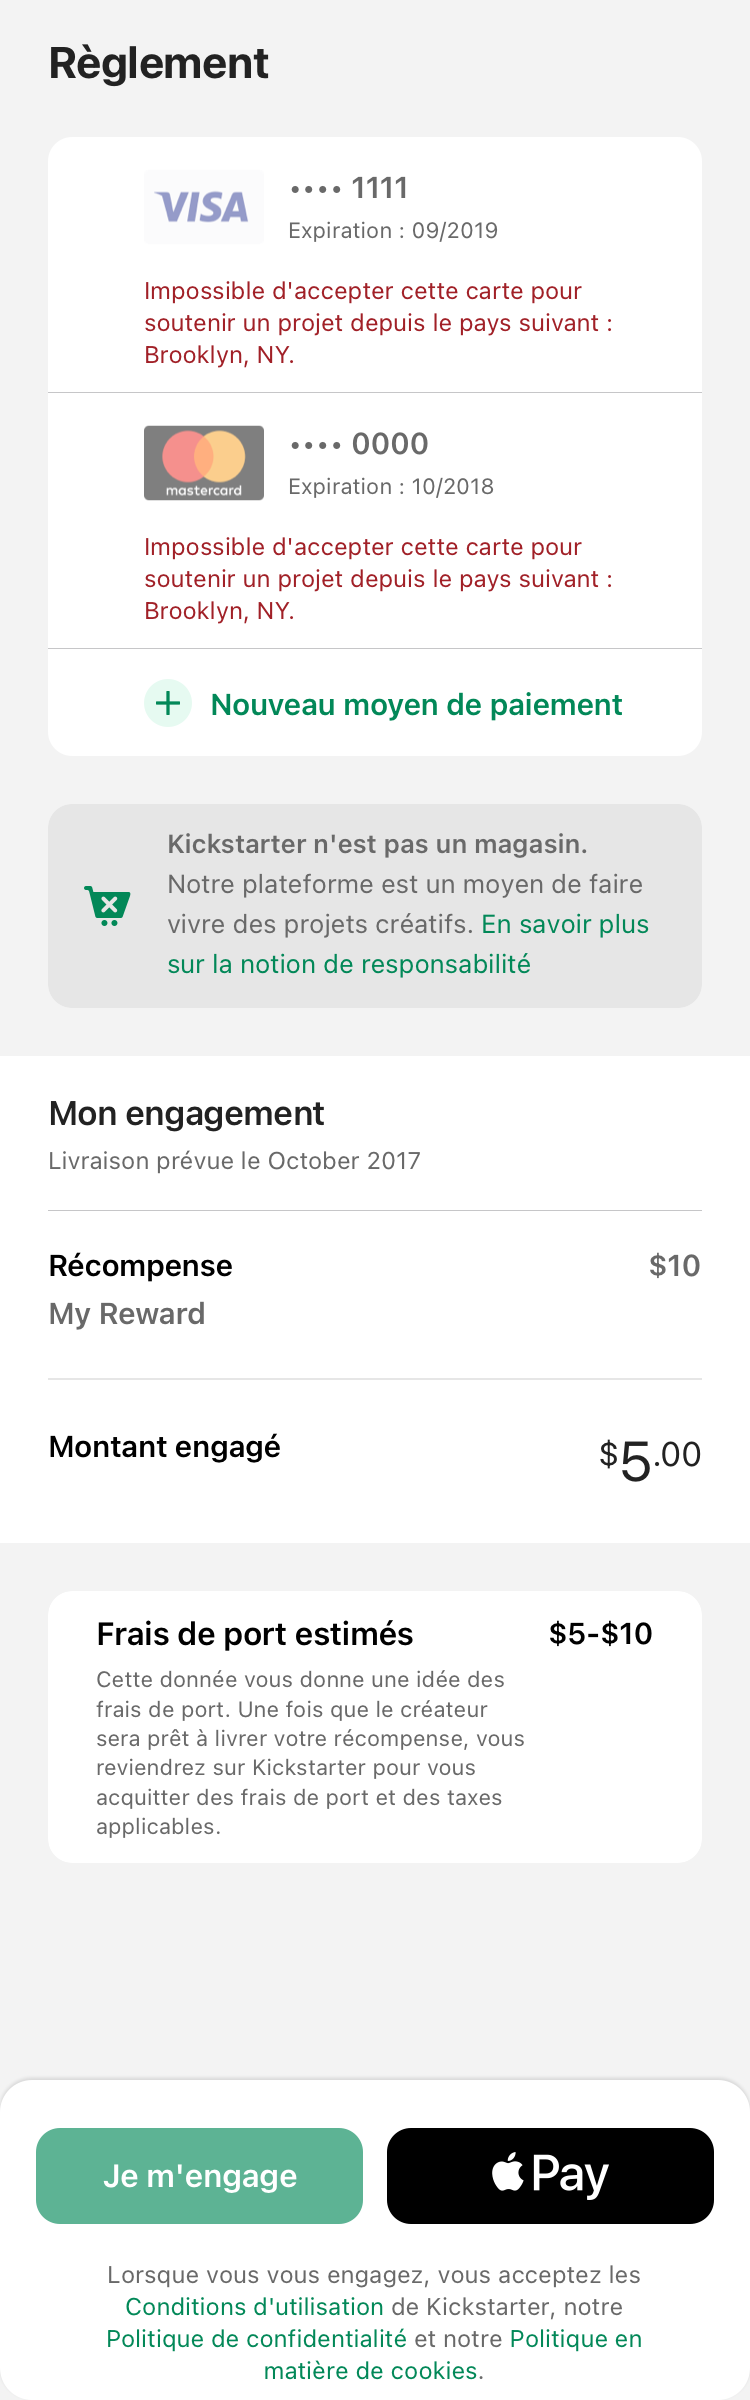 Règlement
VISA
•••• 1111
Expiration : 09/2019
Impossible d'accepter cette carte pour
soutenir un projet depuis le pays suivant :
Brooklyn, NY.
mastercard
•••• 0000
Expiration : 10/2018
Impossible d'accepter cette carte pour
soutenir un projet depuis le pays suivant :
Brooklyn, NY.
Nouveau moyen de paiement
Kickstarter n'est pas un magasin.
Notre plateforme est un moyen de faire
vivre des projets créatifs. En savoir plus
sur la notion de responsabilité
Mon engagement
Livraison prévue le October 2017
Récompense $10
My Reward
Montant engagé $5.00
Frais de port estimés $5-$10
Cette donnée vous donne une idée des
frais de port. Une fois que le créateur
sera prêt à livrer votre récompense, vous
reviendrez sur Kickstarter pour vous
acquitter des frais de port et des taxes
applicables.
Je m'engage
Pay
Lorsque vous vous engagez, vous acceptez les
Conditions d'utilisation de Kickstarter, notre
Politique de confidentialité et notre Politique en
matière de cookies.